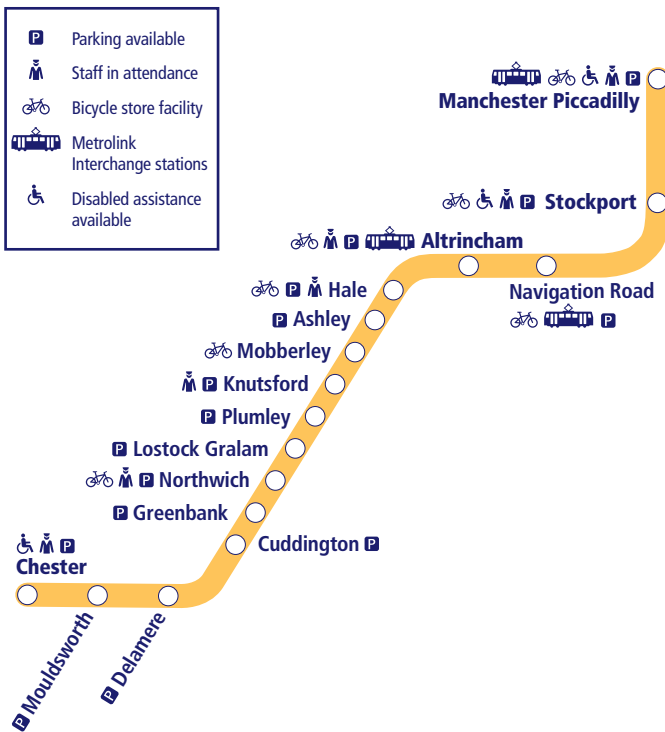 P Parking available
Staff in attendance
Bicycle store facility
Metrolink
Interchange stations
Disabled assistance
available
P
Manchester Piccadilly
P Stockport
P Altrincham
Navigation Road
P
P Hale
P Ashley
Mobberley
P Knutsford
P Plumley
P Lostock Gralam
P Northwich
P Greenbank
Cuddington P
P
Chester
P Mouldsworth
P Delamere